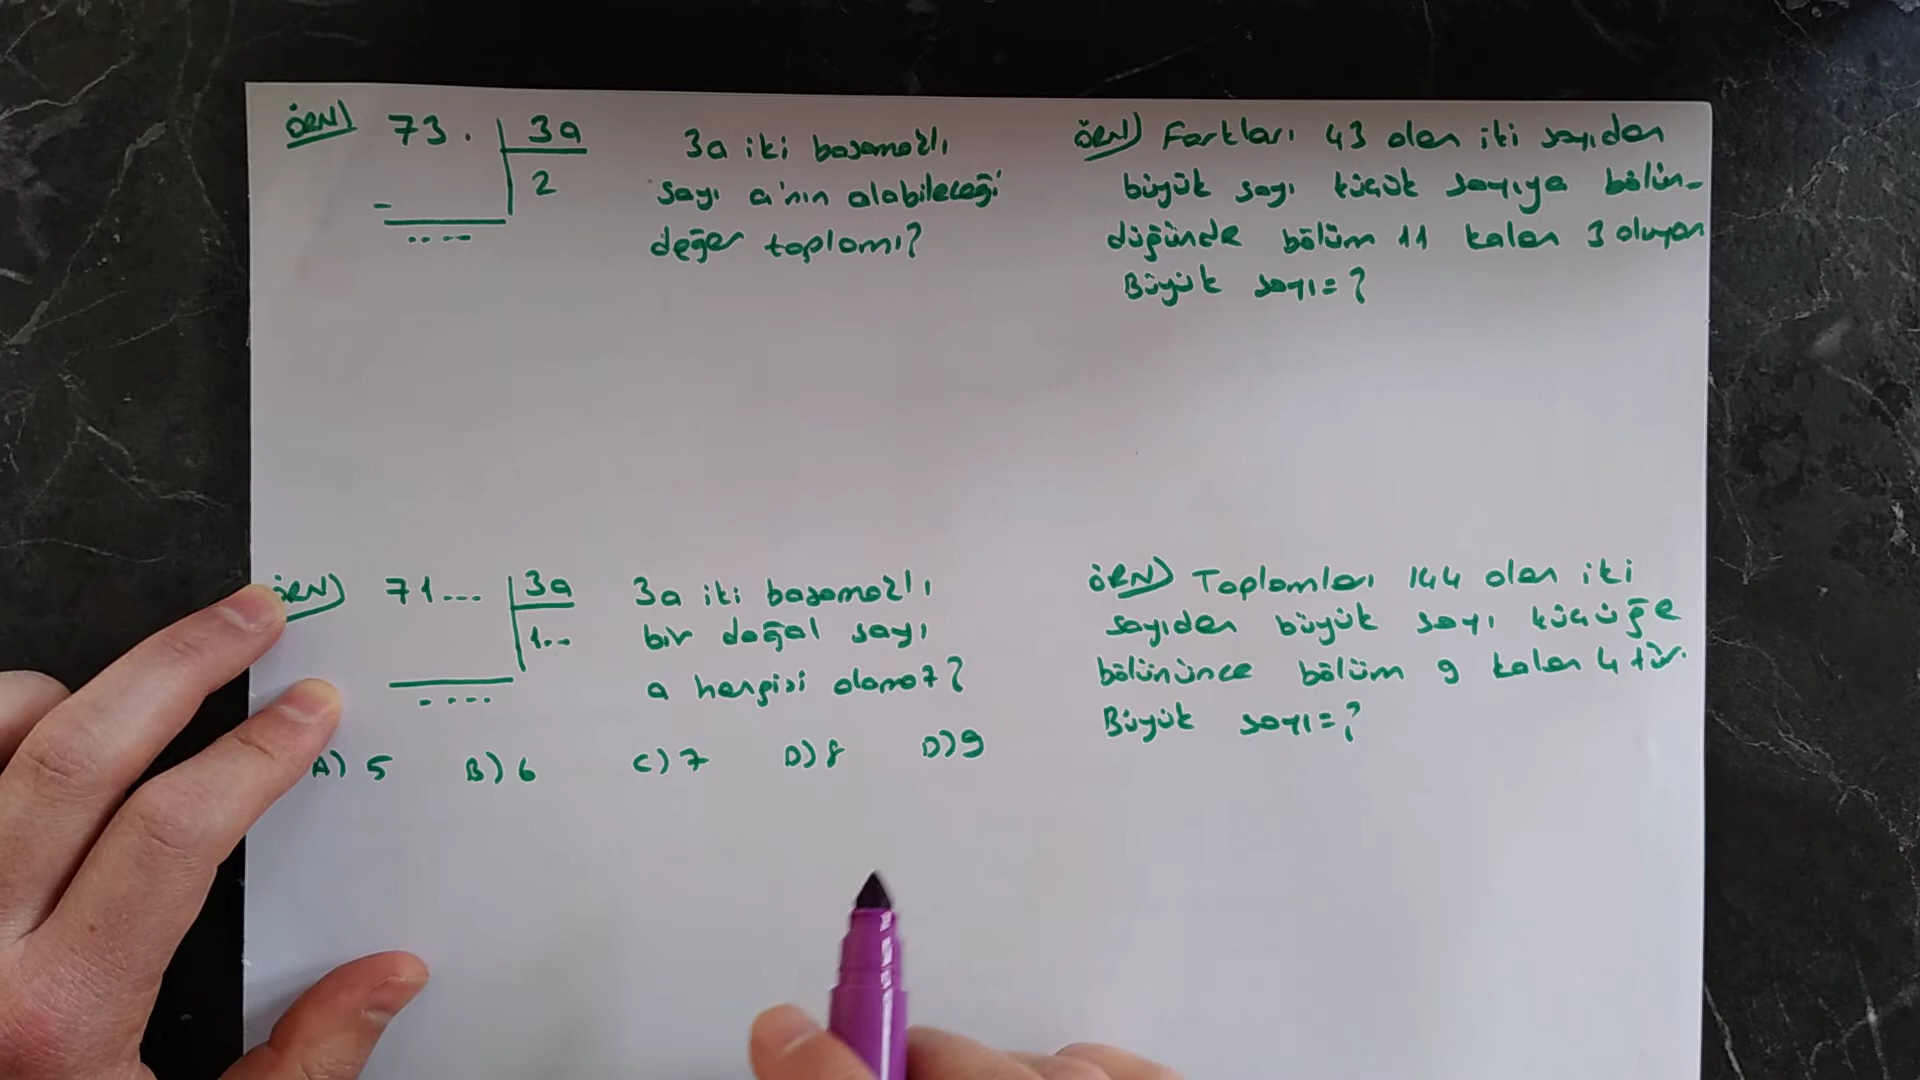 ÖRN) 73. 3a
2
-
....
3a iki basamaklı
sayı a'nın alabileceği
değer toplamı?
ÖRN) Farkları 43 olan iki sayıdan
büyük sayı küçük sayıya bölün-
düğünde bölüm 11 kalan 3 oluyor
Büyük sayı=?
ÖRN) 71... 3a
1...
....
3a iki basamaklı
bir doğal sayı
a hangisi olamaz?
A) 5 B) 6 C) 7 D) 8 D) 9
ÖRN) Toplamları 144 olan iki
sayıdan büyük sayı küçüğe
bölününce bölüm 9 kalan 4 tür.
Büyük sayı=?